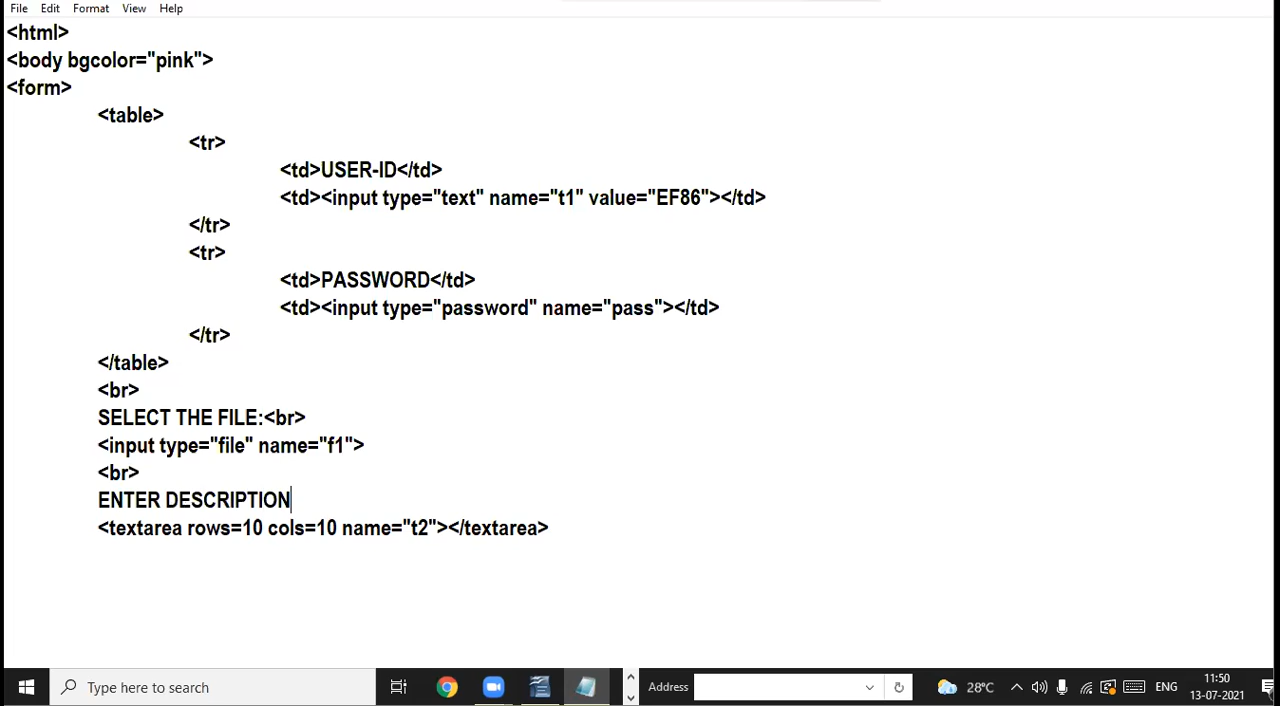 File Edit Format View Help
<html>
<body bgcolor="pink">
<form>
<table>
<tr>
<td>USER-ID</td>
<td><input type="text" name="t1" value="EF86"></td>
</tr>
<tr>
<td>PASSWORD</td>
<td><input type="password" name="pass"></td>
</tr>
</table>
<br>
SELECT THE FILE:<br>
<input type="file" name="f1">
<br>
ENTER DESCRIPTION
<textarea rows=10 cols=10 name="t2"></textarea>
Type here to search
Address
28°C
ENG
11:50
13-07-2021